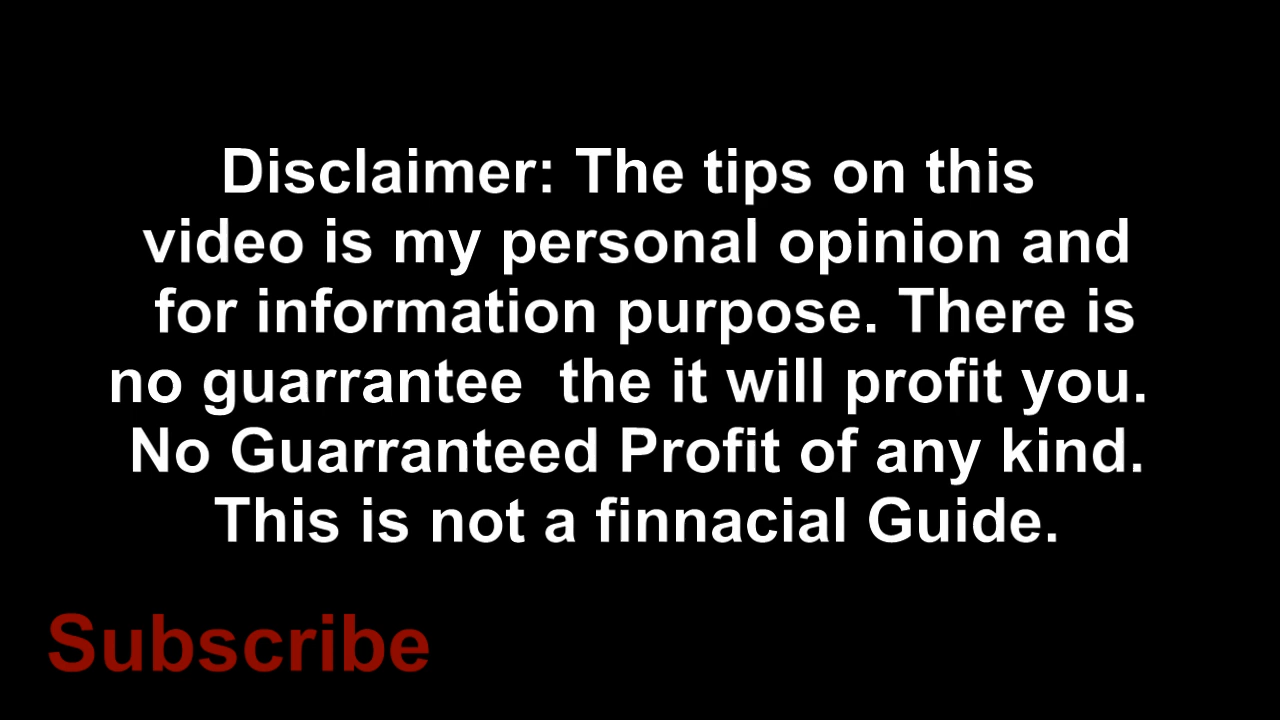 Disclaimer: The tips on this
video is my personal opinion and
for information purpose. There is
no guarrantee the it will profit you.
No Guarranteed Profit of any kind.
This is not a finnacial Guide.
Subscribe